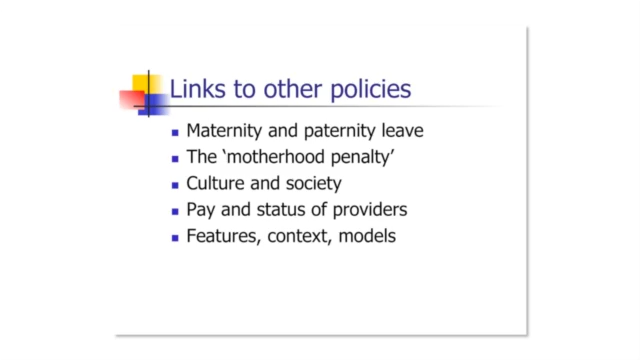 Links to other policies
Maternity and paternity leave
The ‘motherhood penalty’
Culture and society
Pay and status of providers
Features, context, models